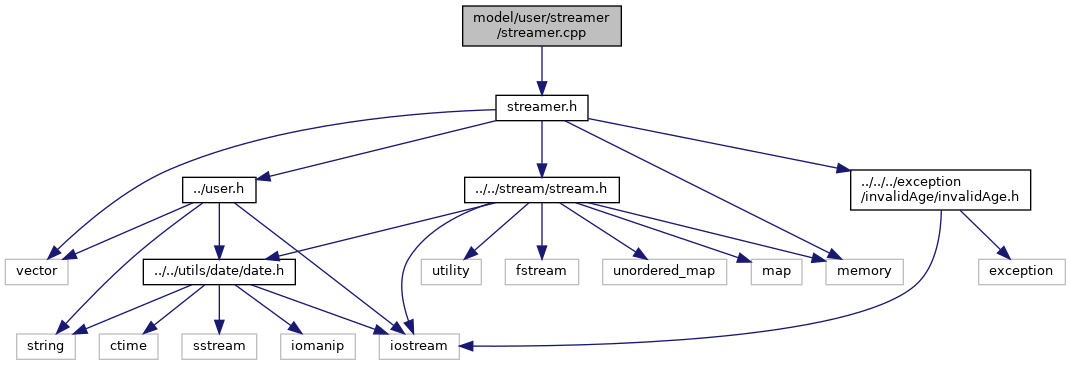 model/user/streamer
/streamer.cpp
streamer.h
../user.h
../../stream/stream.h
../../../exception
/invalidAge/invalidAge.h
vector
../../utils/date/date.h
utility
fstream
unordered_map
map
memory
exception
string
ctime
sstream
iomanip
iostream